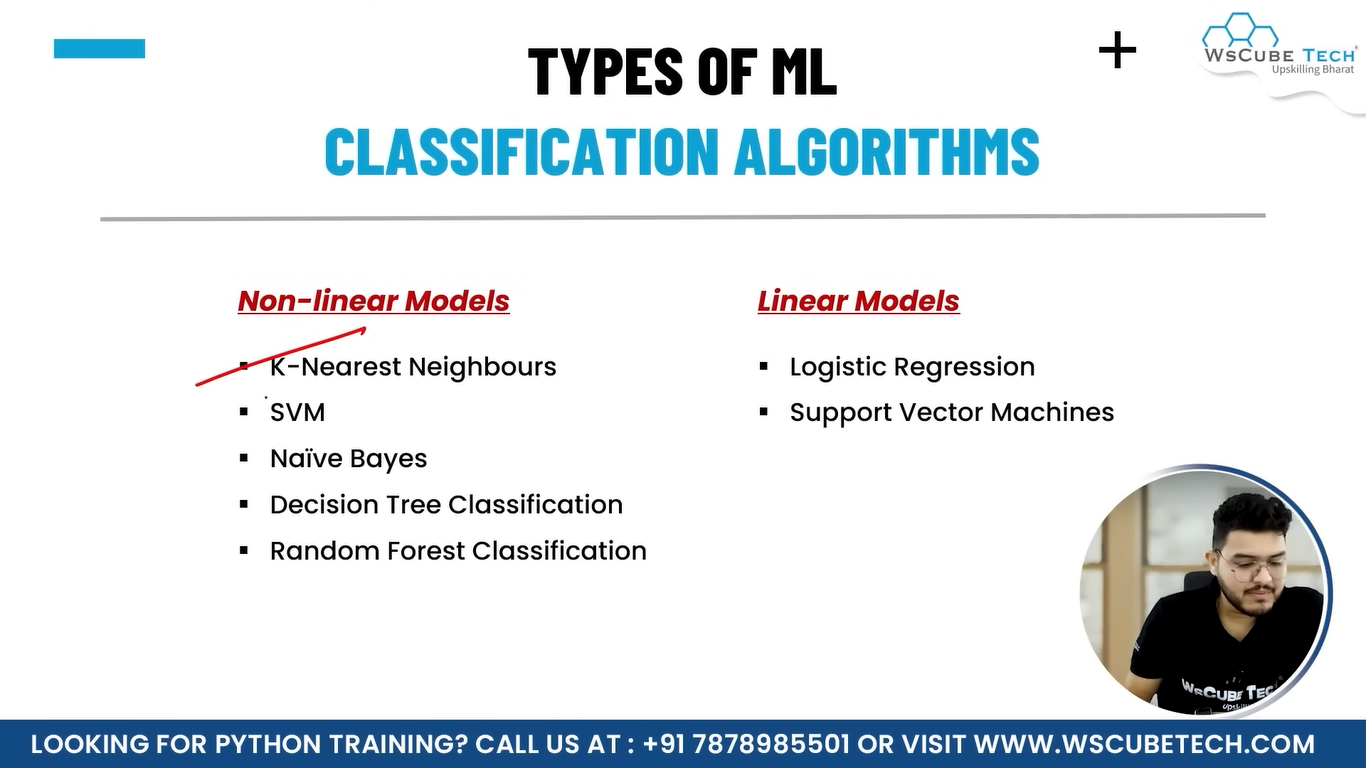 TYPES OF ML
CLASSIFICATION ALGORITHMS
WSCUBE TECH
Upskilling Bharat
Non-linear Models
K-Nearest Neighbours
SVM
Naïve Bayes
Decision Tree Classification
Random Forest Classification
Linear Models
Logistic Regression
Support Vector Machines
WSCUBE TEC
LOOKING FOR PYTHON TRAINING? CALL US AT : +91 7878985501 OR VISIT WWW.WSCUBETECH.COM